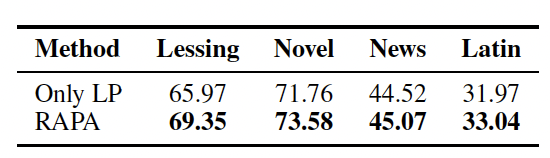 Method Lessing Novel News Latin
Only LP 65.97 71.76 44.52 31.97
RAPA 69.35 73.58 45.07 33.04